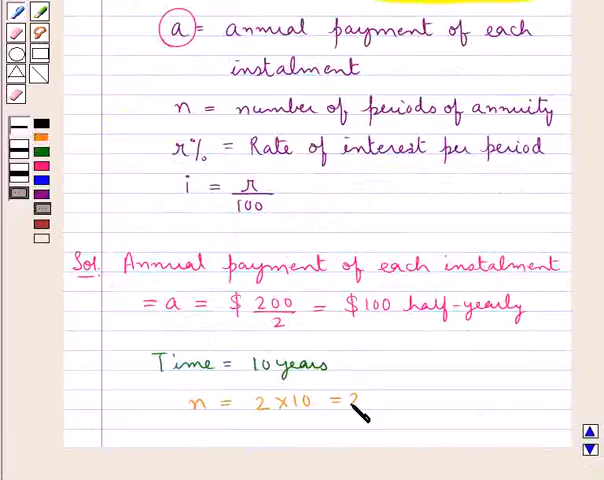 a = annual payment of each
instalment
n = number of periods of annuity
r% = Rate of interest per period
i = r/100
Sol. Annual payment of each instalment
= a = $ 200/2 = $100 half-yearly
Time = 10 years
n = 2×10 = 2